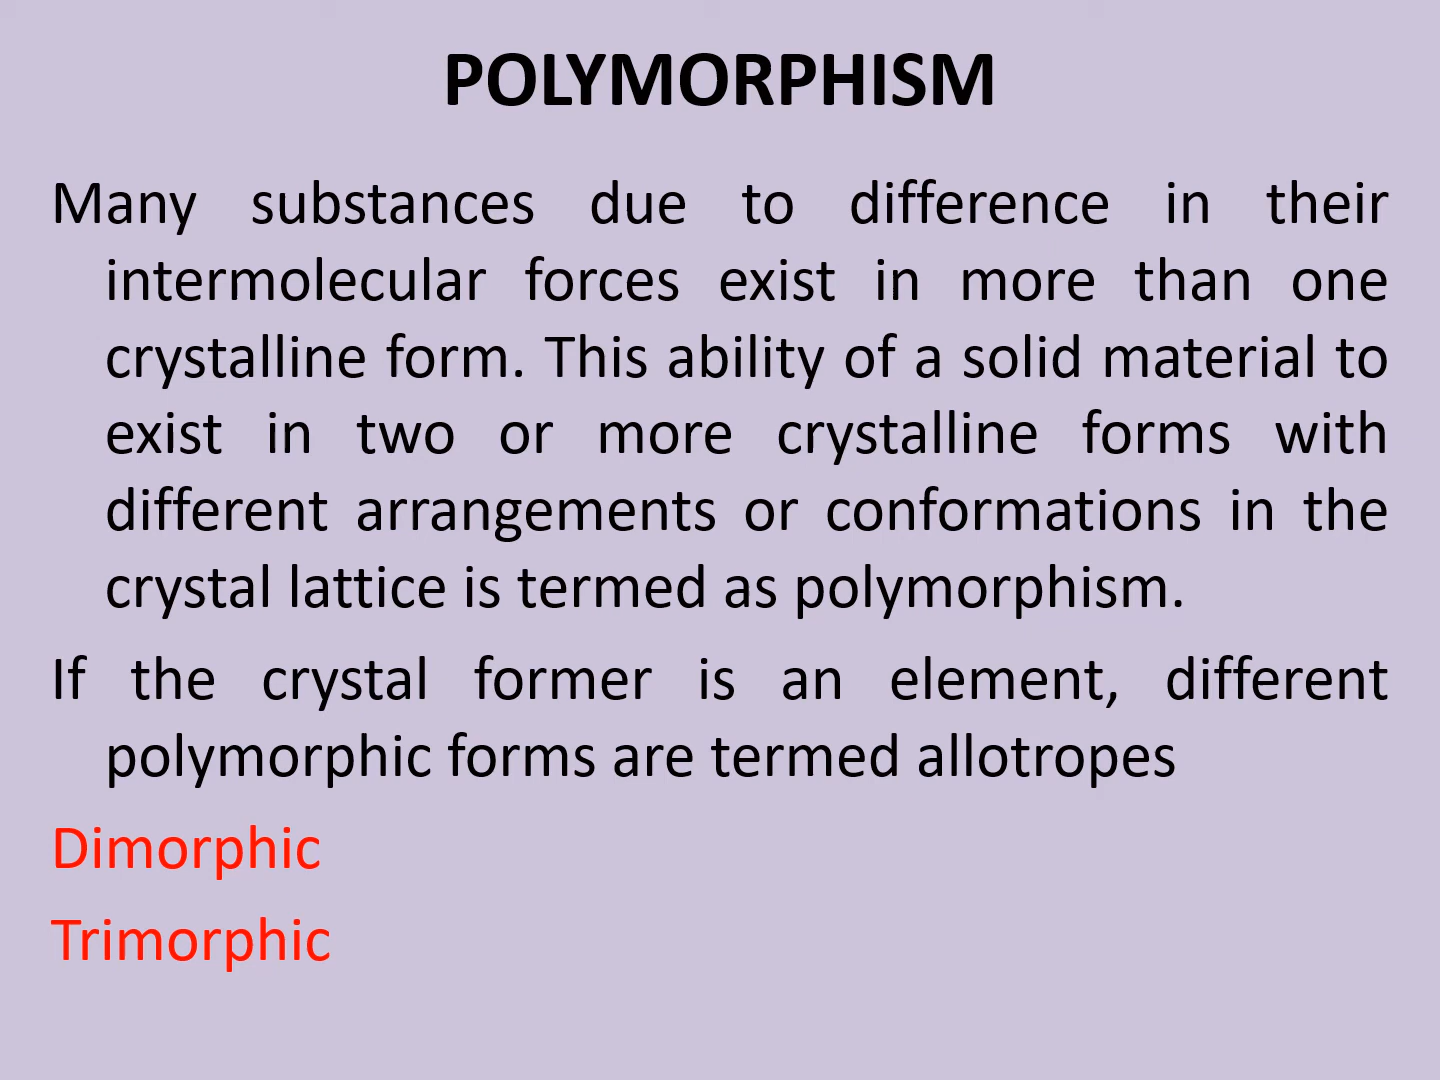 POLYMORPHISM
Many substances due to difference in their
intermolecular forces exist in more than one
crystalline form. This ability of a solid material to
exist in two or more crystalline forms with
different arrangements or conformations in the
crystal lattice is termed as polymorphism.
If the crystal former is an element, different
polymorphic forms are termed allotropes
Dimorphic
Trimorphic